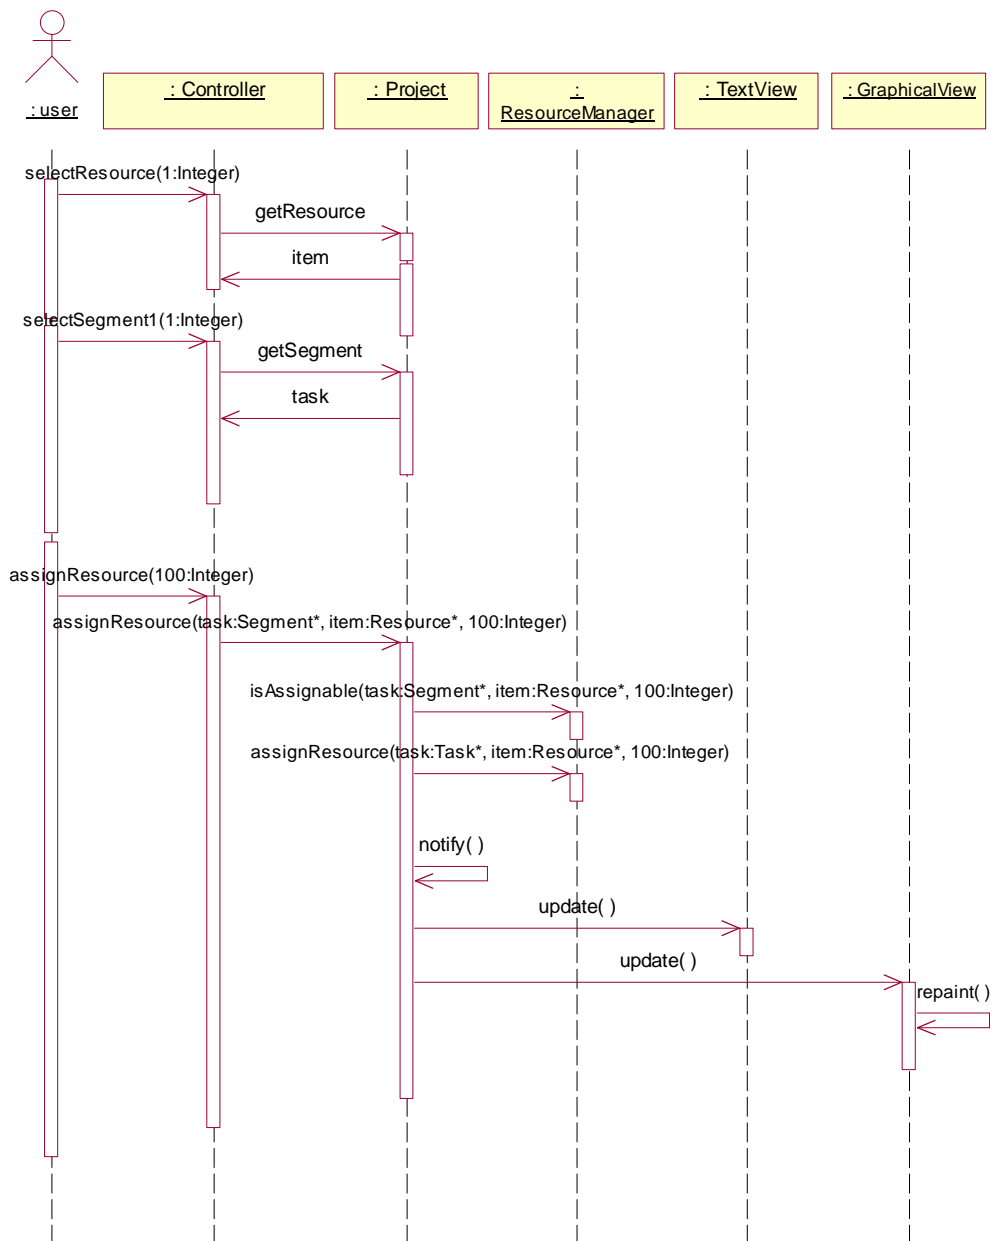 : user
: Controller
: Project
:
ResourceManager
: TextView
: GraphicalView
selectResource(1:Integer)
getResource
item
selectSegment1(1:Integer)
getSegment
task
assignResource(100:Integer)
assignResource(task:Segment*, item:Resource*, 100:Integer)
isAssignable(task:Segment*, item:Resource*, 100:Integer)
assignResource(task:Task*, item:Resource*, 100:Integer)
notify( )
update( )
update( )
repaint( )